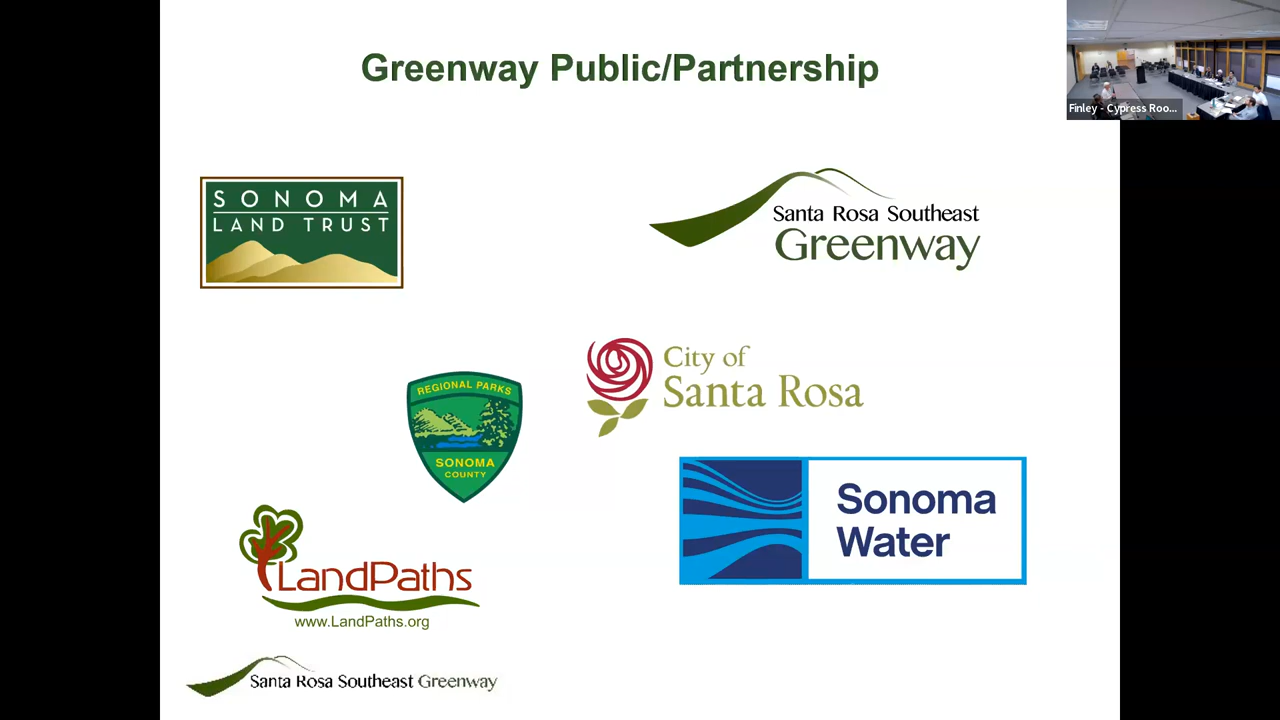 Greenway Public/Partnership
Finley - Cypress Roo...
SONOMA
LAND TRUST
Santa Rosa Southeast
Greenway
City of
Santa Rosa
REGIONAL PARKS
SONOMA
COUNTY
Sonoma
Water
LandPaths
www.LandPaths.org
Santa Rosa Southeast Greenway